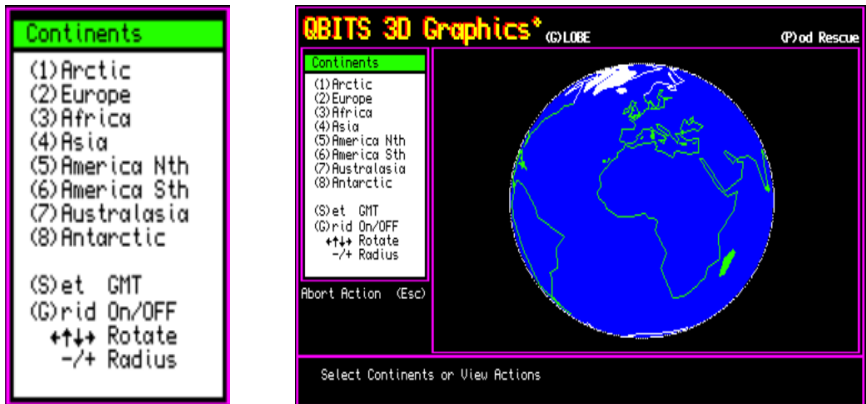 Continents
(1)Arctic
(2)Europe
(3)Africa
(4)Asia
(5)America Nth
(6)America Sth
(7)Australasia
(8)Antarctic
(S)et GMT
(G)rid On/OFF
←↑↓→ Rotate
-/+ Radius
QBITS 3D Graphics* (G)LOBE (P)od Rescue
Continents
(1)Arctic
(2)Europe
(3)Africa
(4)Asia
(5)America Nth
(6)America Sth
(7)Australasia
(8)Antarctic
(S)et GMT
(G)rid On/OFF
←↑↓→ Rotate
-/+ Radius
Abort Action (Esc)
Select Continents or View Actions